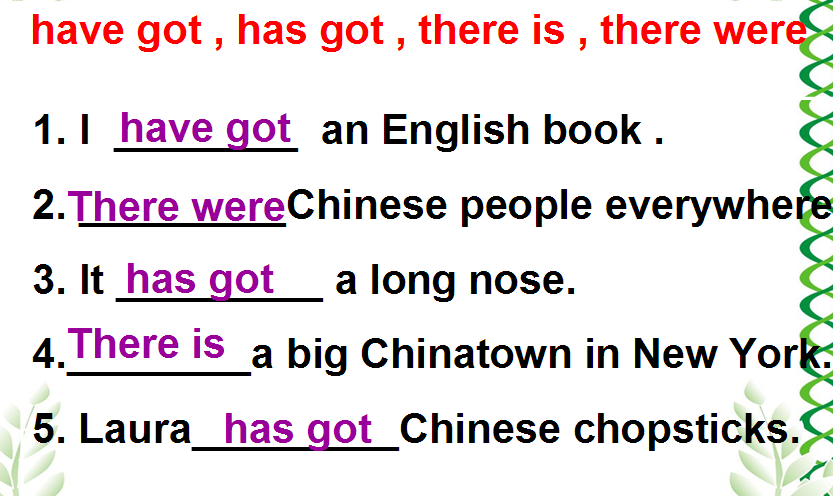 have got , has got , there is , there were
1. I have got an English book .
2. There were Chinese people everywhere
3. It has got a long nose.
4. There is a big Chinatown in New York.
5. Laura has got Chinese chopsticks.